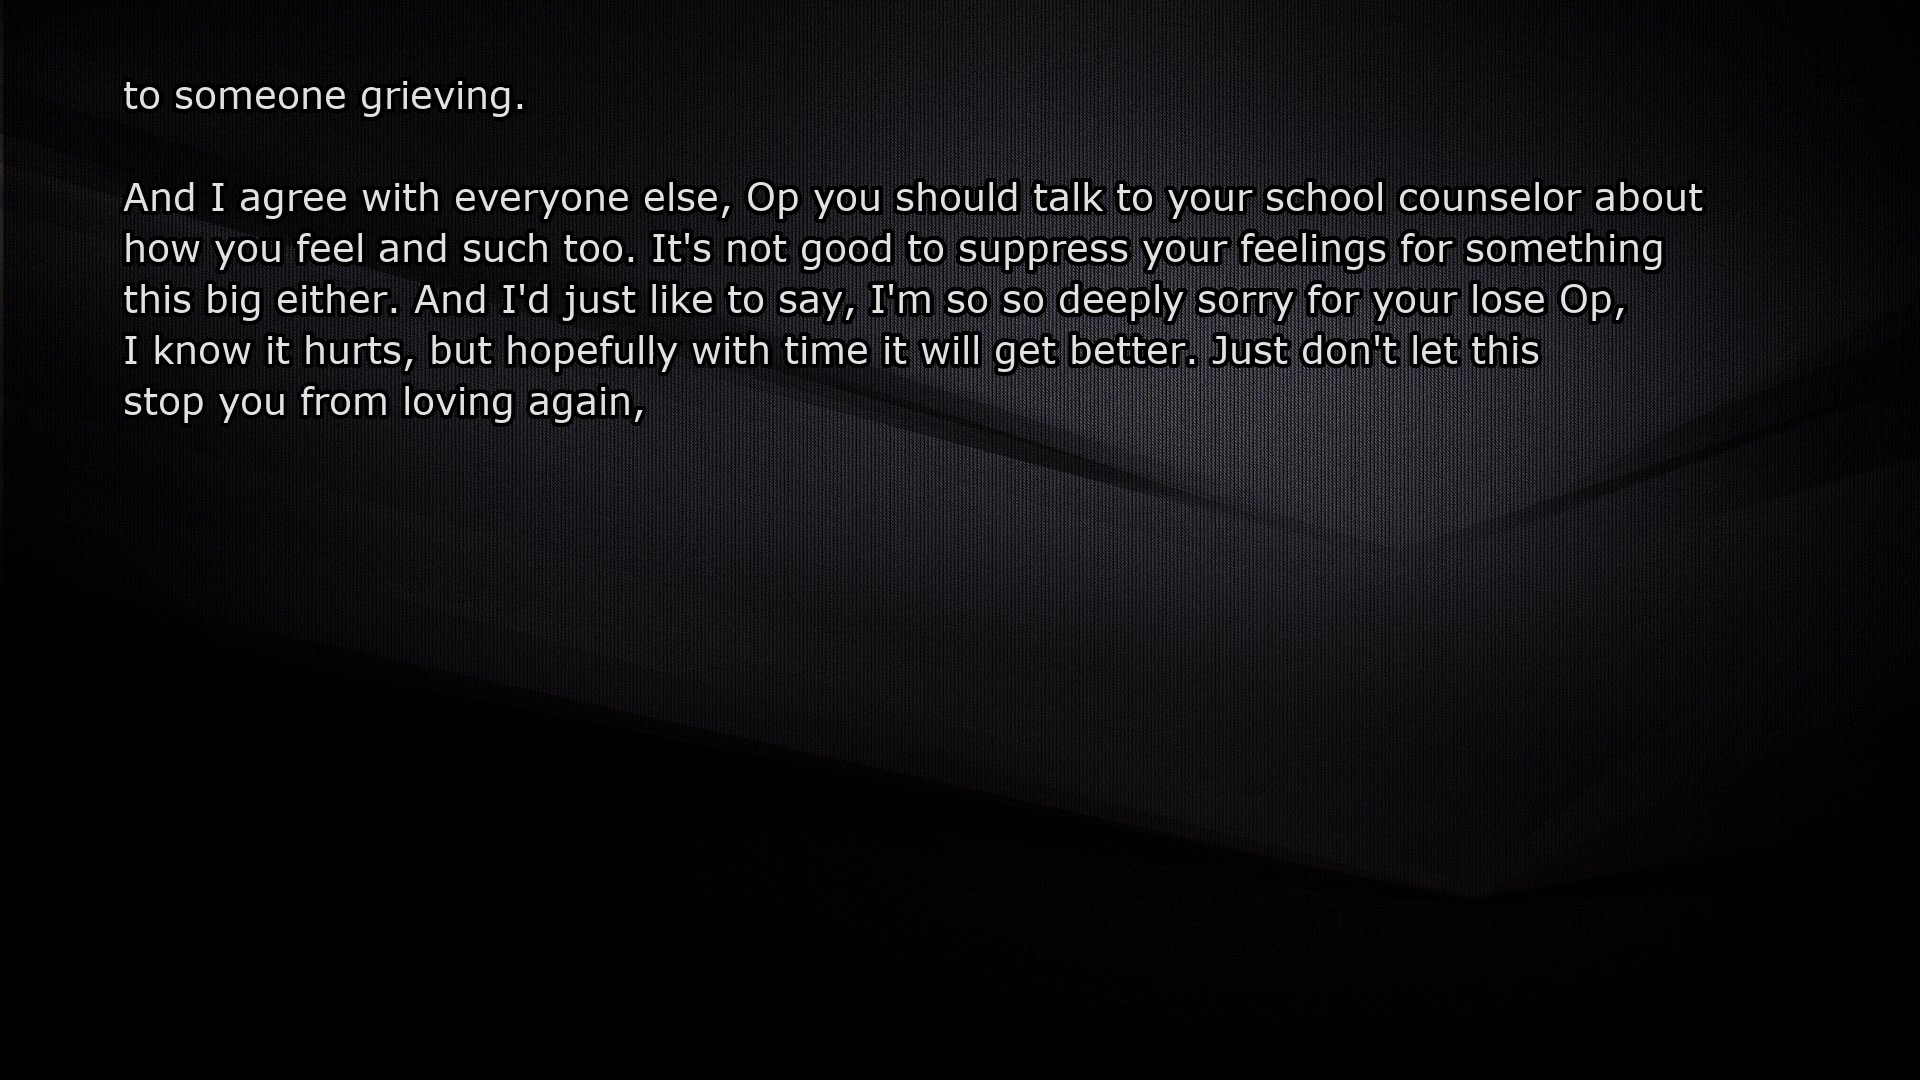 to someone grieving.
And I agree with everyone else, Op you should talk to your school counselor about
how you feel and such too. It's not good to suppress your feelings for something
this big either. And I'd just like to say, I'm so so deeply sorry for your lose Op,
I know it hurts, but hopefully with time it will get better. Just don't let this
stop you from loving again,